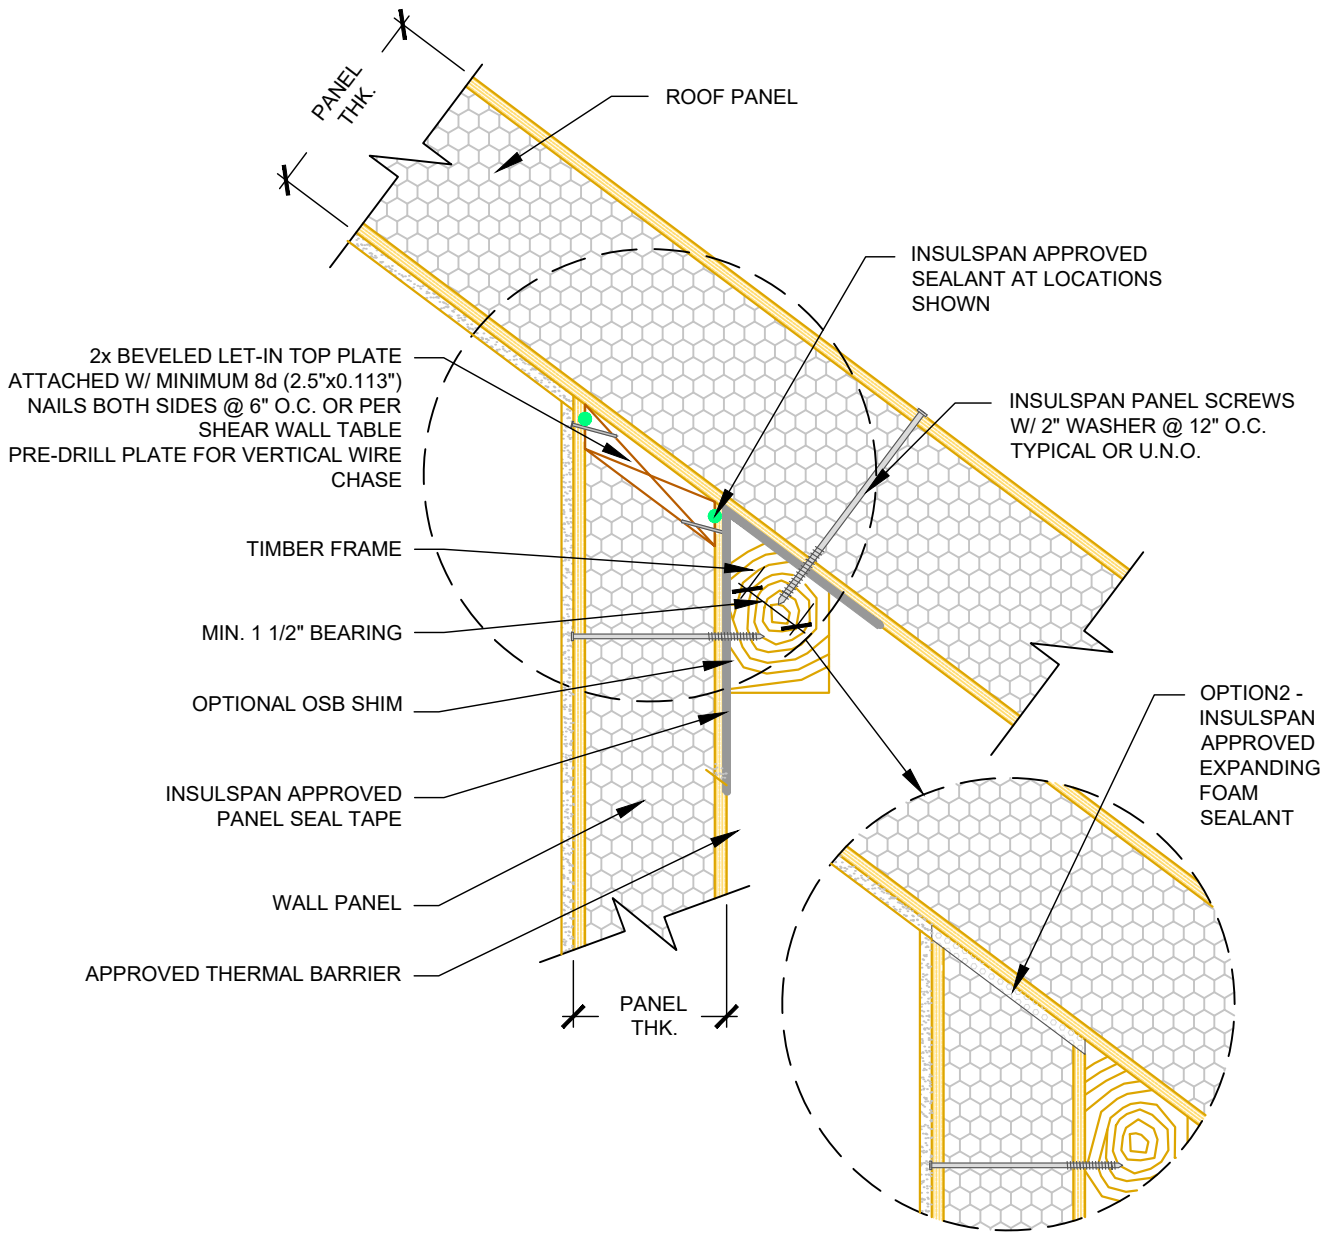 PANEL
THK.
ROOF PANEL
INSULSPAN APPROVED
SEALANT AT LOCATIONS
SHOWN
2x BEVELED LET-IN TOP PLATE
ATTACHED W/ MINIMUM 8d (2.5"x0.113")
NAILS BOTH SIDES @ 6" O.C. OR PER
SHEAR WALL TABLE
PRE-DRILL PLATE FOR VERTICAL WIRE
CHASE
INSULSPAN PANEL SCREWS
W/ 2" WASHER @ 12" O.C.
TYPICAL OR U.N.O.
TIMBER FRAME
MIN. 1 1/2" BEARING
OPTIONAL OSB SHIM
INSULSPAN APPROVED
PANEL SEAL TAPE
WALL PANEL
APPROVED THERMAL BARRIER
OPTION2 -
INSULSPAN
APPROVED
EXPANDING
FOAM
SEALANT
PANEL
THK.